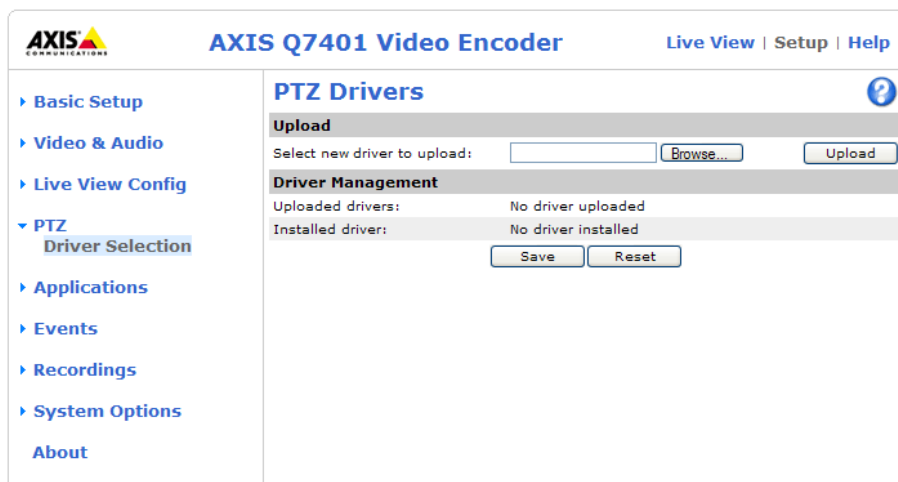 AXIS
COMMUNICATIONS
AXIS Q7401 Video Encoder
Live View | Setup | Help
Basic Setup
Video & Audio
Live View Config
PTZ
Driver Selection
Applications
Events
Recordings
System Options
About
PTZ Drivers
?
Upload
Select new driver to upload:
Browse...
Upload
Driver Management
Uploaded drivers: No driver uploaded
Installed driver: No driver installed
Save Reset